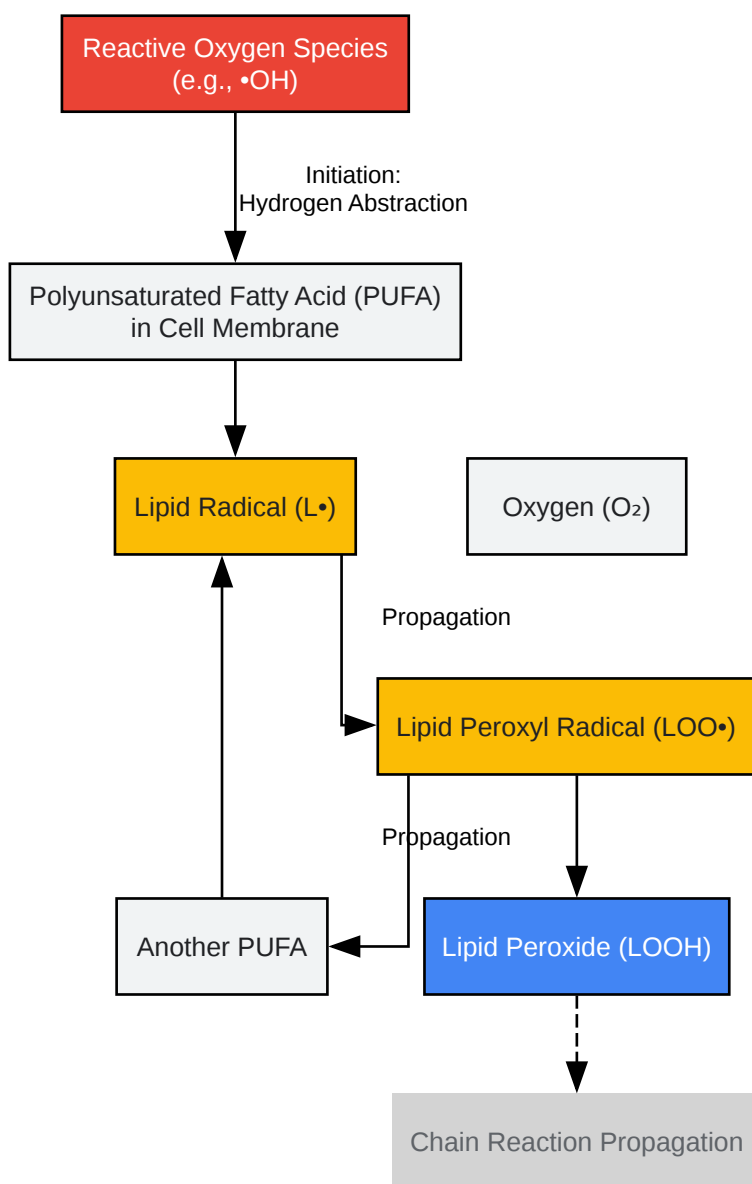 Reactive Oxygen Species
(e.g., •OH)
Initiation:
Hydrogen Abstraction
Polyunsaturated Fatty Acid (PUFA)
in Cell Membrane
Lipid Radical (L•)
Oxygen (O₂)
Propagation
Lipid Peroxyl Radical (LOO•)
Propagation
Another PUFA
Lipid Peroxide (LOOH)
Chain Reaction Propagation